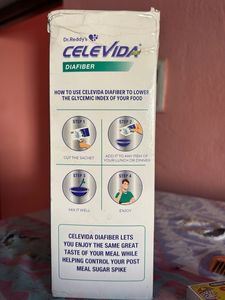 Dr.Reddy's
CELEVIDA
DIAFIBER
HOW TO USE CELEVIDA DIAFIBER TO LOWER
THE GLYCEMIC INDEX OF YOUR FOOD
STEP 1
STEP 2
CUT THE SACHET
ADD IT TO ANY ITEM OF
YOUR LUNCH OR DINNER
STEP 3
STEP 4
MIX IT WELL
ENJOY
CELEVIDA DIAFIBER LETS
YOU ENJOY THE SAME GREAT
TASTE OF YOUR MEAL WHILE
HELPING CONTROL YOUR POST
MEAL SUGAR SPIKE